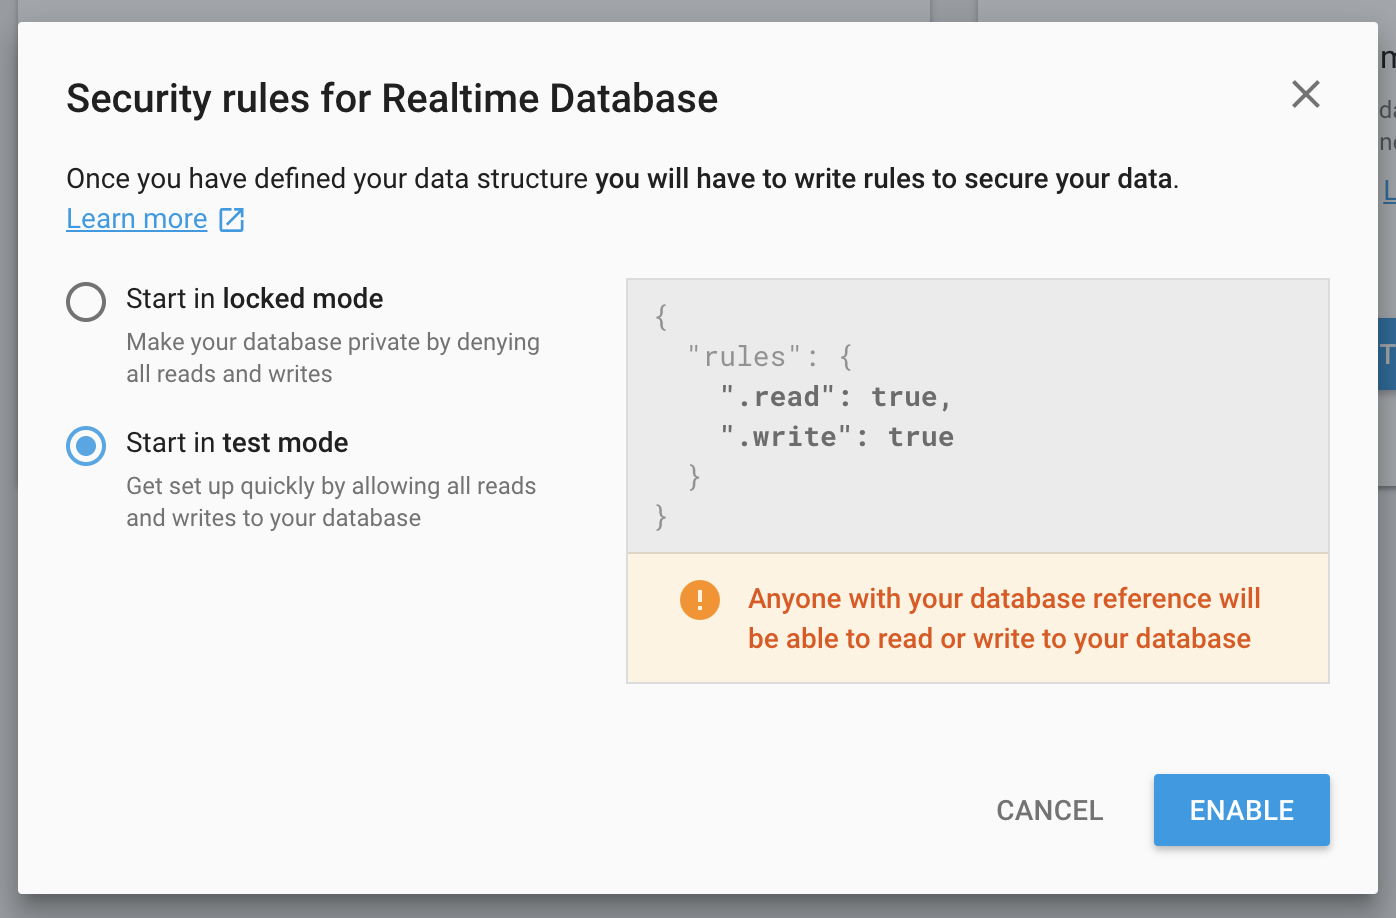 Security rules for Realtime Database
Once you have defined your data structure you will have to write rules to secure your data.
Learn more
Start in locked mode
Make your database private by denying
all reads and writes
Start in test mode
Get set up quickly by allowing all reads
and writes to your database
{
"rules": {
".read": true,
".write": true
}
}
Anyone with your database reference will
be able to read or write to your database
CANCEL
ENABLE